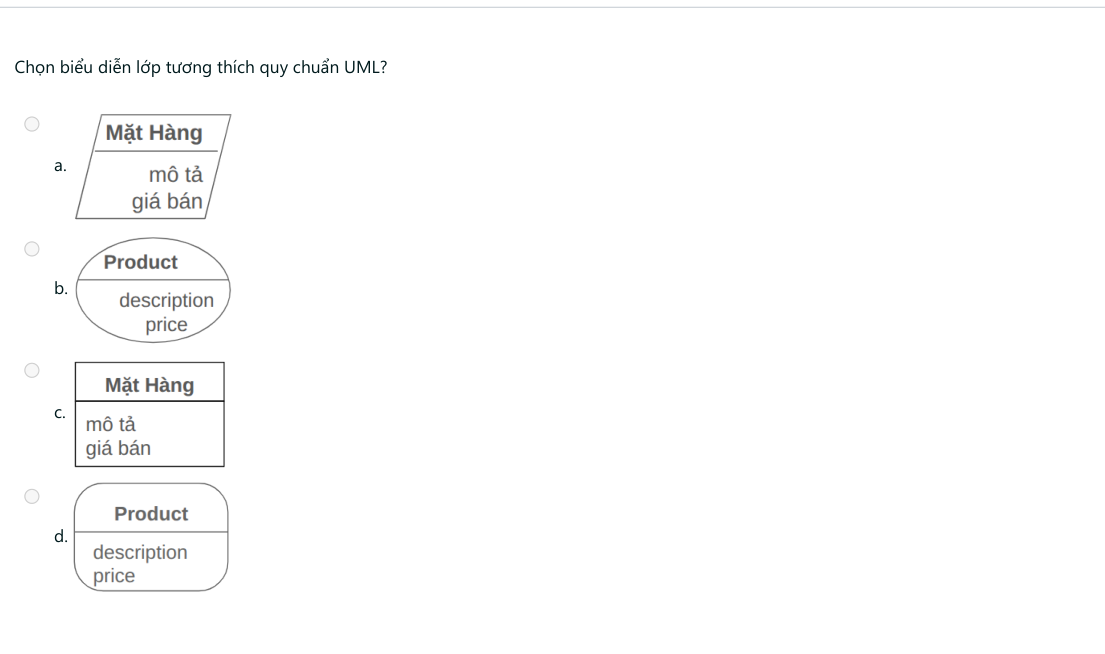 Chọn biểu diễn lớp tương thích quy chuẩn UML?
a.
Mặt Hàng
mô tả
giá bán
b.
Product
description
price
c.
Mặt Hàng
mô tả
giá bán
d.
Product
description
price